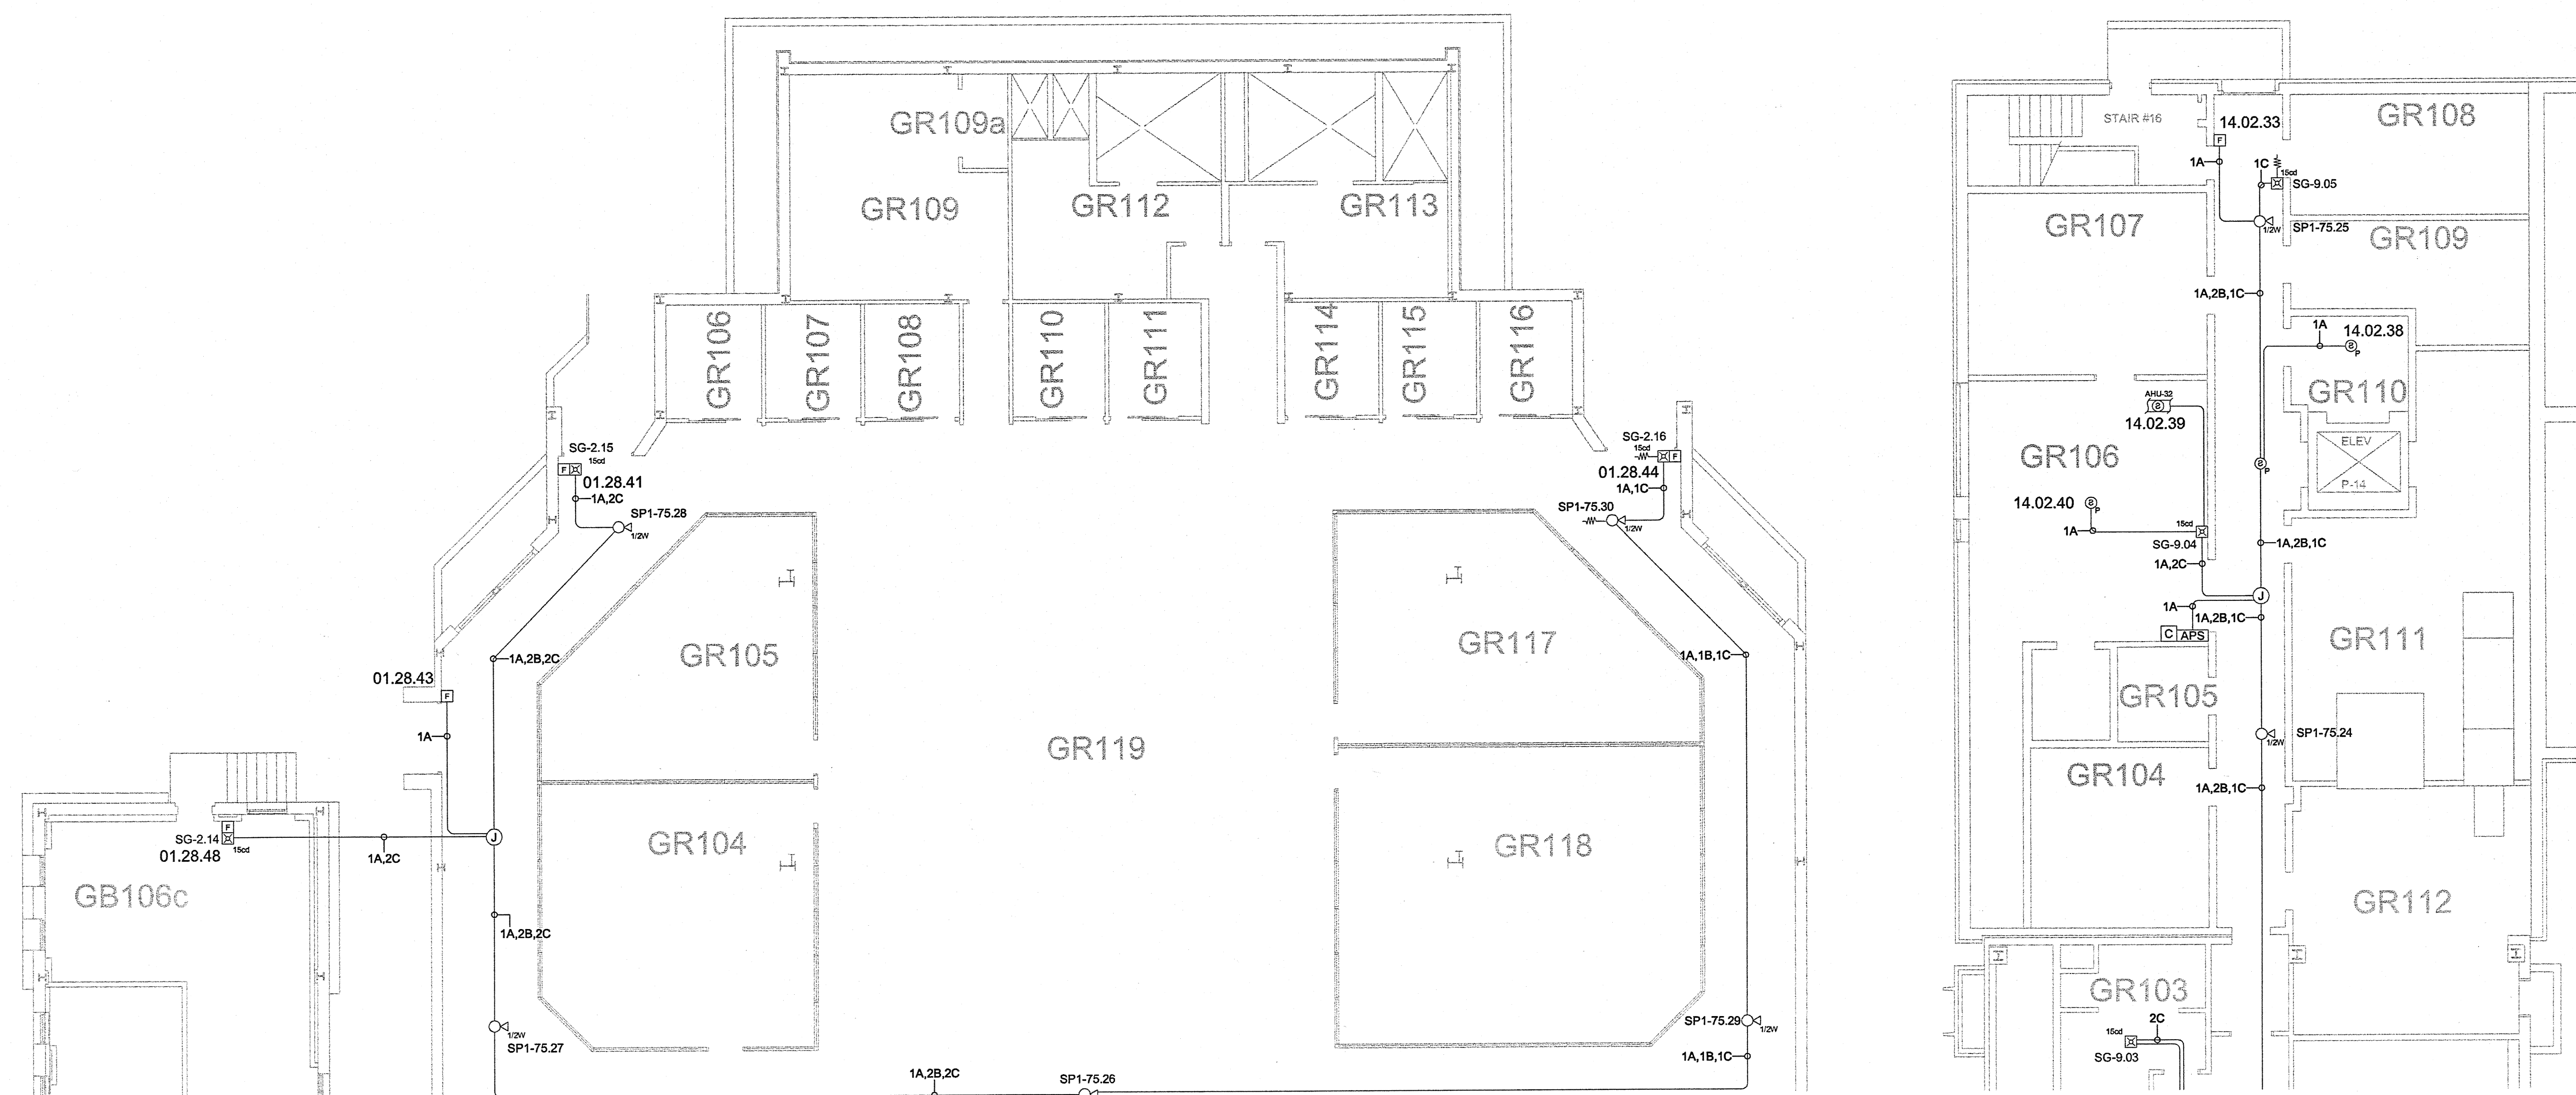 GR109a
GR109
GR112
GR113
GR106
GR107
GR108
GR110
GR111
GR114
GR115
GR116
SG-2.15
15cd
F
01.28.41
1A,2C
SP1-75.28
1/2W
SG-2.16
15cd
F
01.28.44
1A,1C
SP1-75.30
1/2W
GR105
GR117
1A,2B,2C
1A,1B,1C
01.28.43
F
1A
GR119
F
SG-2.14
15cd
01.28.48
1A,2C
J
GR104
GR118
GB106c
1A,2B,2C
1/2W
SP1-75.27
SP1-75.29
1/2W
1A,1B,1C
1A,2B,2C
SP1-75.26
STAIR #16
14.02.33
GR108
F
1A
1C
15cd
SG-9.05
GR107
1/2W
SP1-75.25
GR109
1A,2B,1C
1A
14.02.38
S
P
GR110
AHU-32
S
14.02.39
ELEV
P-14
GR106
S
P
14.02.40
S
P
1A
15cd
SG-9.04
1A,2B,1C
1A,2C
J
1A
1A,2B,1C
C
APS
GR111
GR105
1/2W
SP1-75.24
GR104
1A,2B,1C
GR112
GR103
2C
15cd
SG-9.03